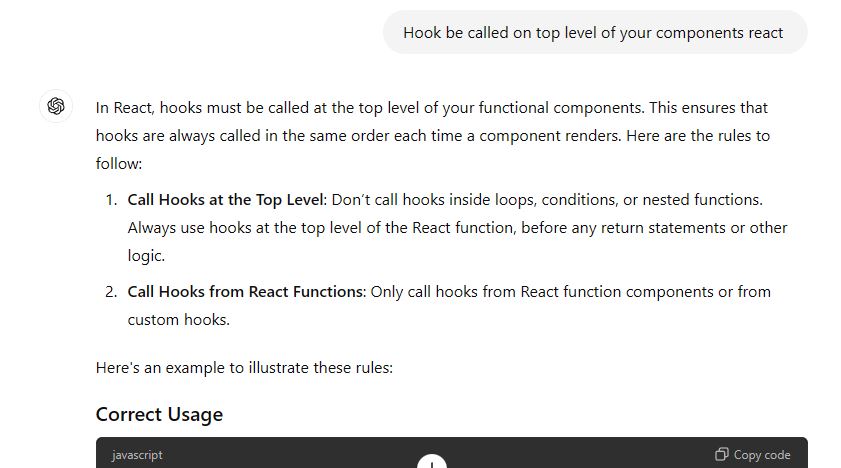 Hook be called on top level of your components react
In React, hooks must be called at the top level of your functional components. This ensures that
hooks are always called in the same order each time a component renders. Here are the rules to
follow:
1. Call Hooks at the Top Level: Don’t call hooks inside loops, conditions, or nested functions.
Always use hooks at the top level of the React function, before any return statements or other
logic.
2. Call Hooks from React Functions: Only call hooks from React function components or from
custom hooks.
Here's an example to illustrate these rules:
Correct Usage
javascript
Copy code